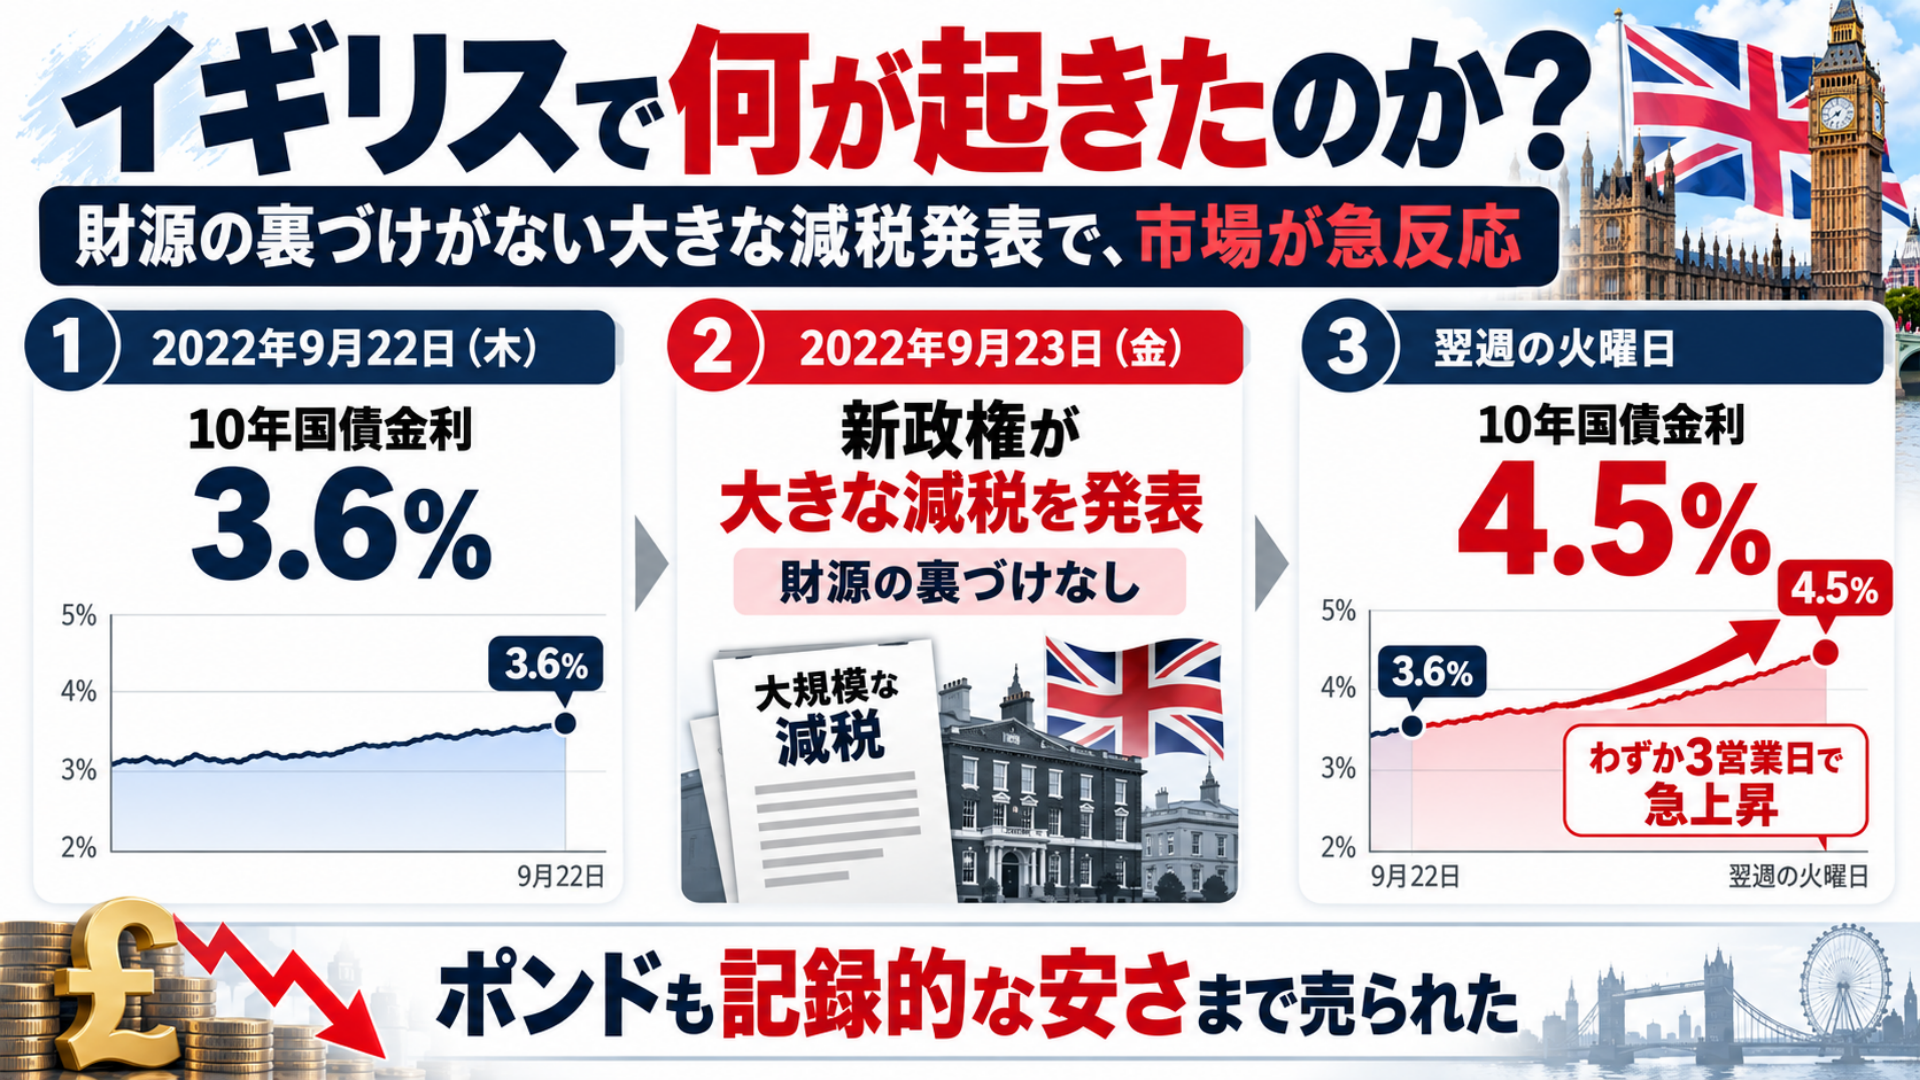 イギリスで何が起きたのか?
財源の裏づけがない大きな減税発表で、市場が急反応
1 2022年9月22日(木)
10年国債金利
3.6%
5%
4%
3%
2%
3.6%
9月22日
2 2022年9月23日(金)
新政権が
大きな減税を発表
財源の裏づけなし
大規模な
減税
3 翌週の火曜日
10年国債金利
4.5%
4.5%
5%
4%
3%
2%
3.6%
わずか3営業日で
急上昇
9月22日
翌週の火曜日
£
ポンドも記録的な安さまで売られた